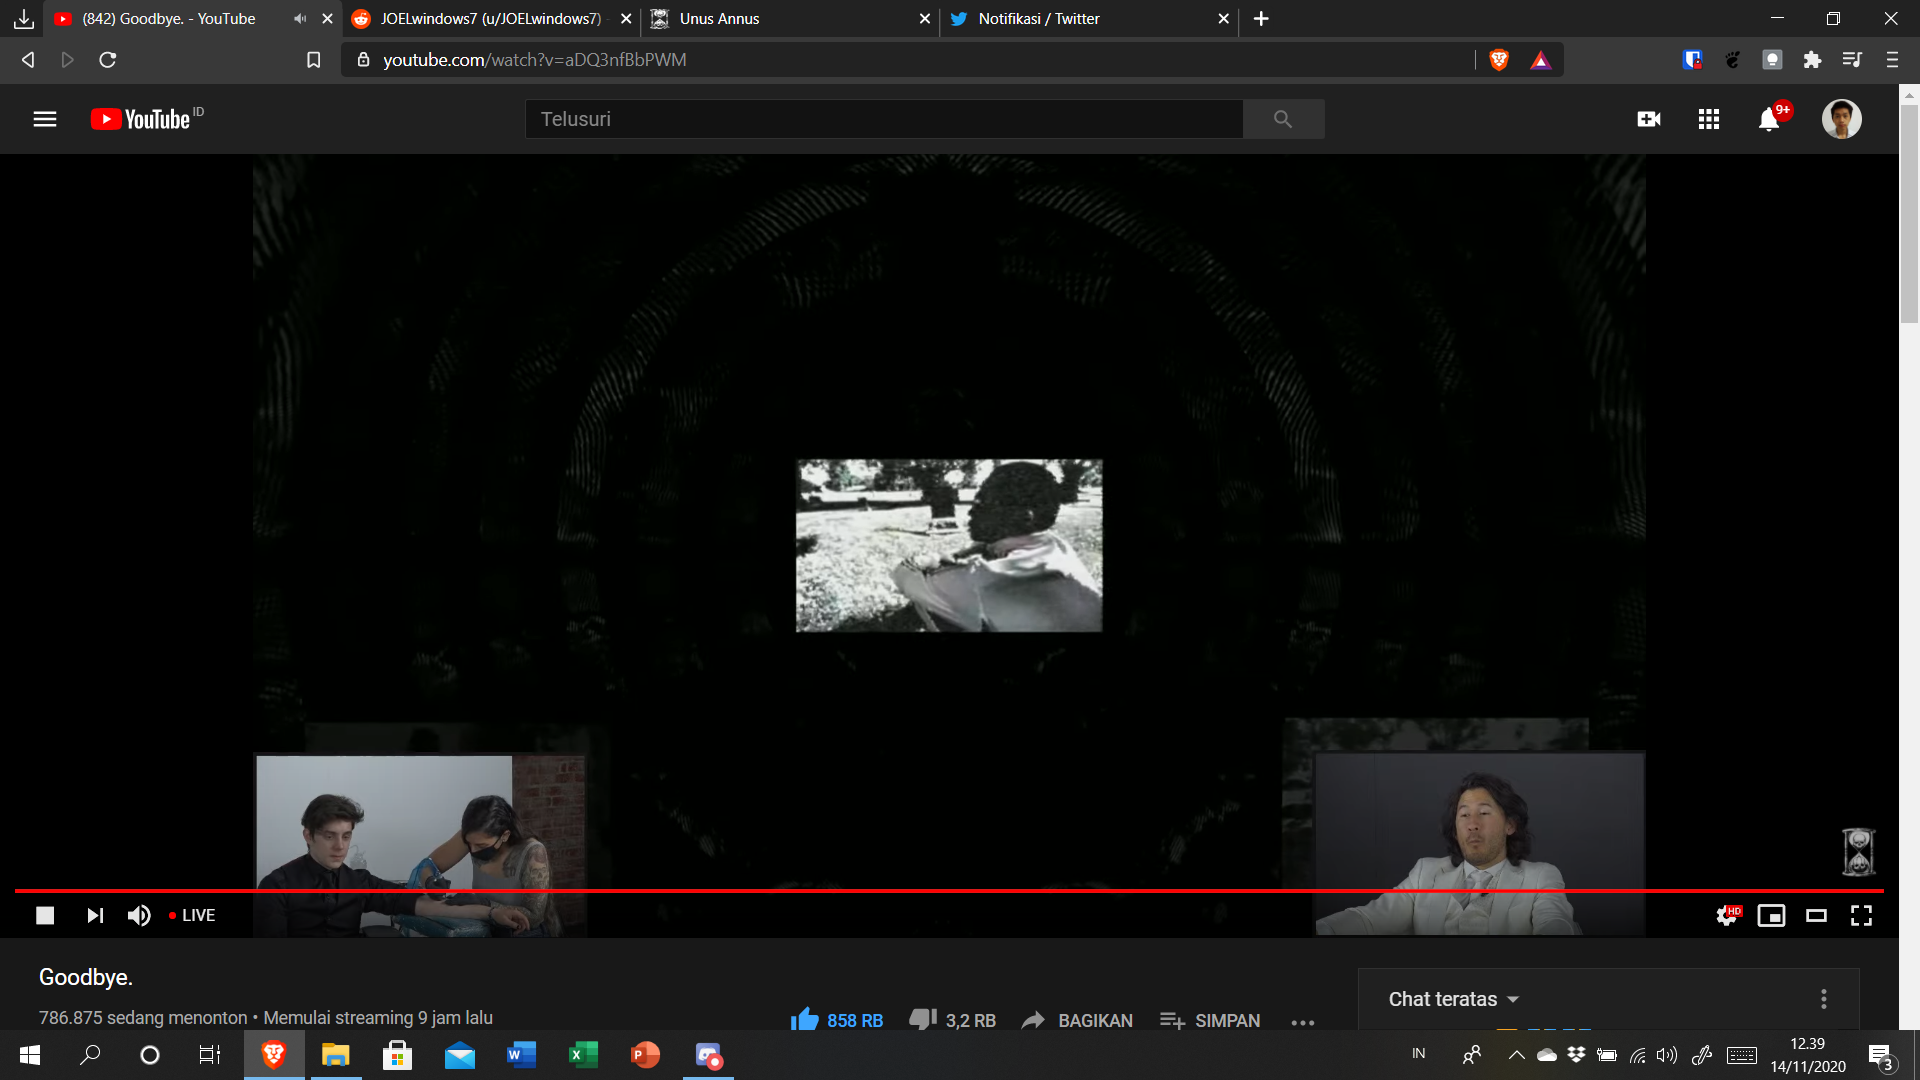 (842) Goodbye. - YouTube
JOELwindows7 (u/JOELwindows7) -
Unus Annus
Notifikasi / Twitter
youtube.com/watch?v=aDQ3nfBbPWM
YouTube ID
Telusuri
9+
LIVE
HD
Goodbye.
786.875 sedang menonton • Memulai streaming 9 jam lalu
858 RB
3,2 RB
BAGIKAN
SIMPAN
Chat teratas
IN
12.39
14/11/2020
3